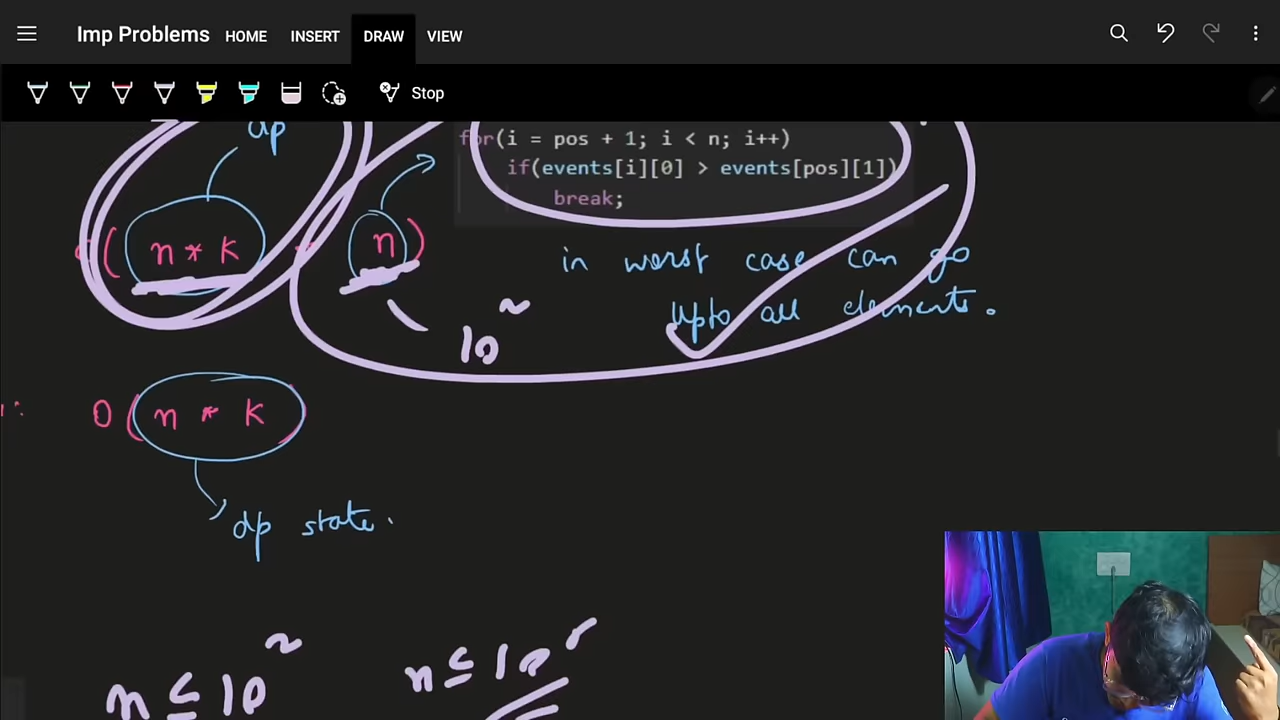 Imp Problems HOME INSERT DRAW VIEW
Stop
dp
for(i = pos + 1; i < n; i++)
if(events[i][0] > events[pos][1])
break;
(n * k * n)
in worst case can go
upto all elements.
10
O(n * k)
dp state.
n ≤ 10 n ≤ 10